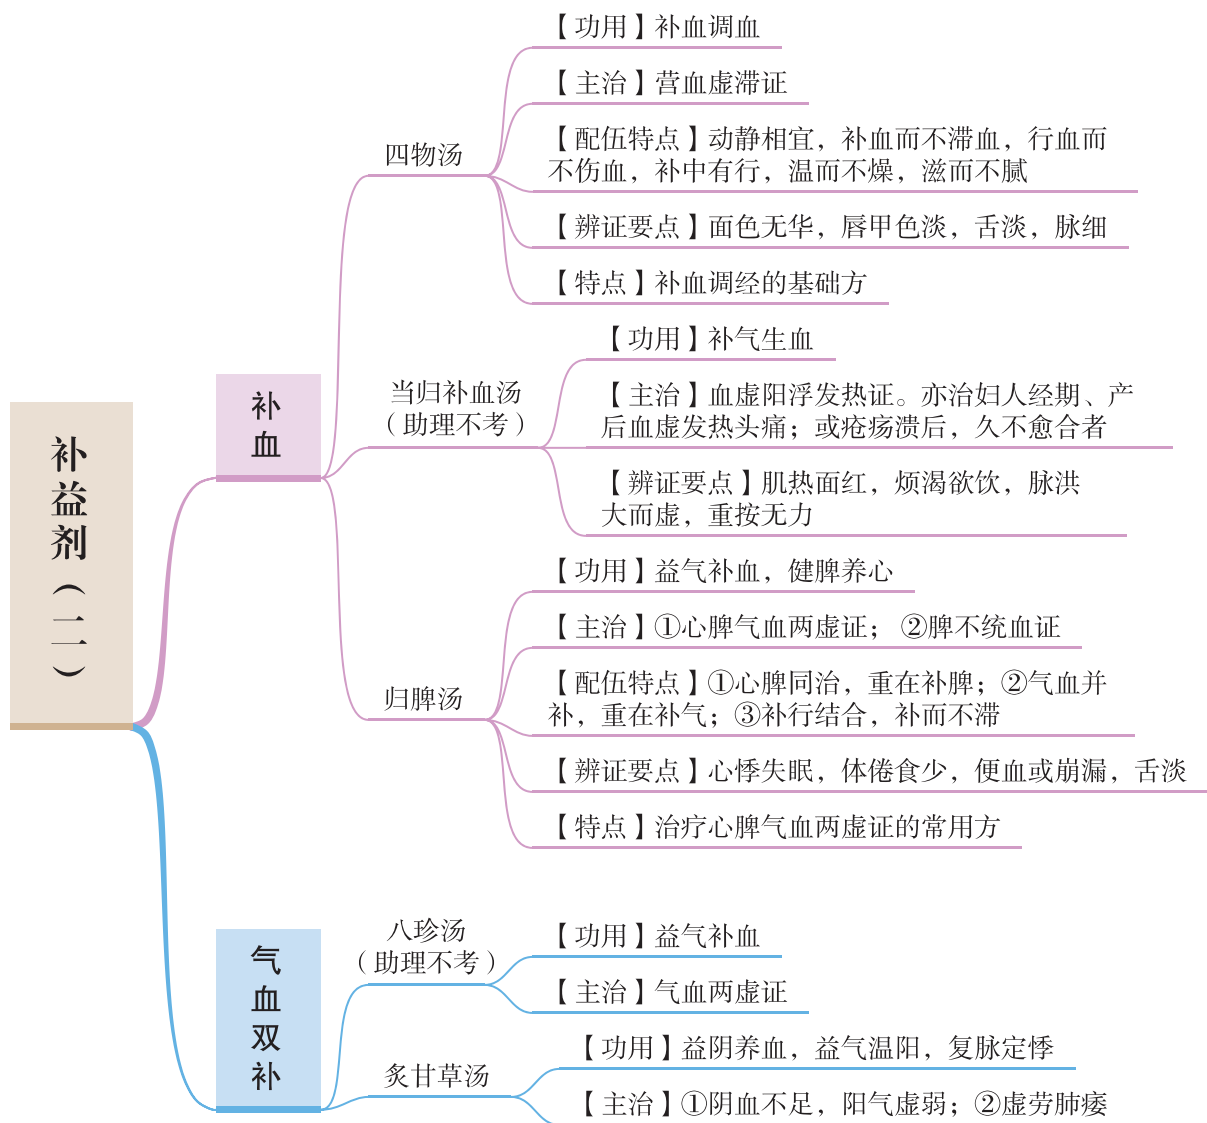 补益剂（二）
补血
四物汤
【功用】补血调血
【主治】营血虚滞证
【配伍特点】动静相宜，补血而不滞血，行血而
不伤血，补中有行，温而不燥，滋而不腻
【辨证要点】面色无华，唇甲色淡，舌淡，脉细
【特点】补血调经的基础方
当归补血汤
（助理不考）
【功用】补气生血
【主治】血虚阳浮发热证。亦治妇人经期、产
后血虚发热头痛；或疮疡溃后，久不愈合者
【辨证要点】肌热面红，烦渴欲饮，脉洪
大而虚，重按无力
归脾汤
【功用】益气补血，健脾养心
【主治】①心脾气血两虚证；②脾不统血证
【配伍特点】①心脾同治，重在补脾；②气血并
补，重在补气；③补行结合，补而不滞
【辨证要点】心悸失眠，体倦食少，便血或崩漏，舌淡
【特点】治疗心脾气血两虚证的常用方
气血双补
八珍汤
（助理不考）
【功用】益气补血
【主治】气血两虚证
炙甘草汤
【功用】益阴养血，益气温阳，复脉定悸
【主治】①阴血不足，阳气虚弱；②虚劳肺痿